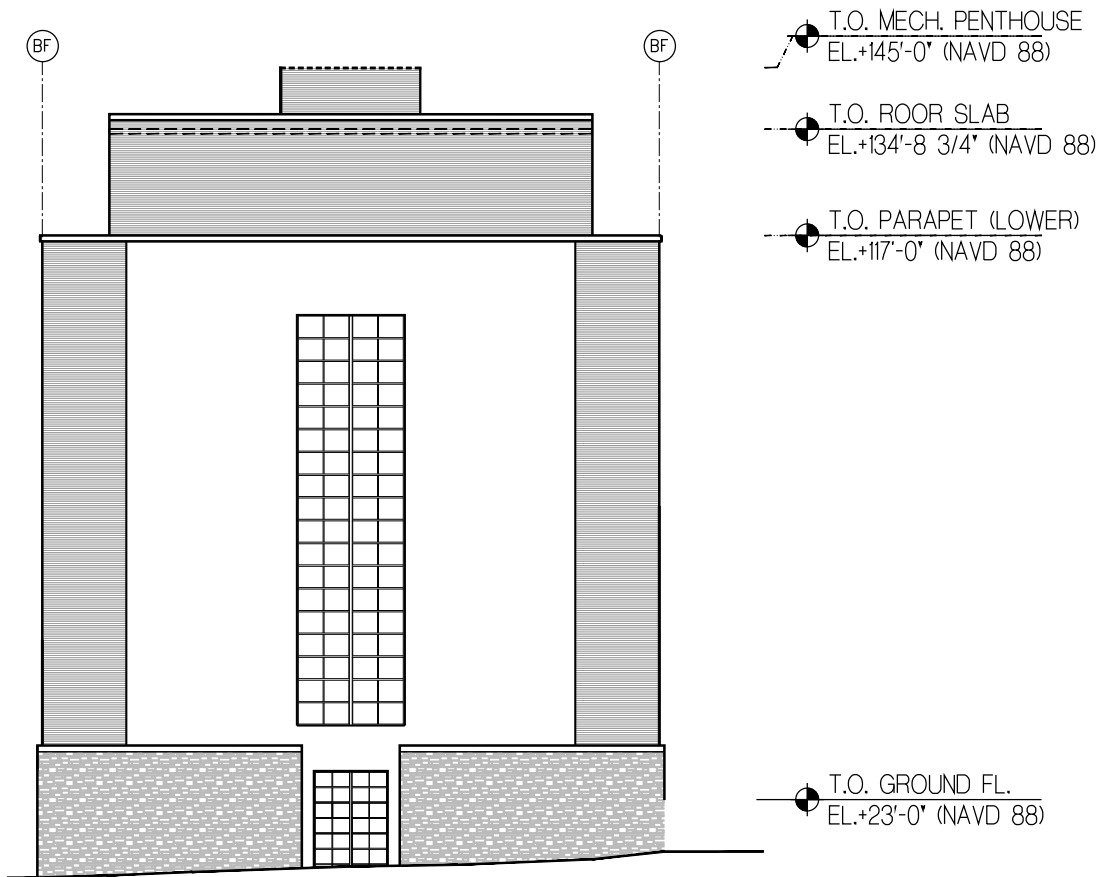 BF
BF
T.O. MECH. PENTHOUSE
EL.+145'-0" (NAVD 88)
T.O. ROOR SLAB
EL.+134'-8 3/4" (NAVD 88)
T.O. PARAPET (LOWER)
EL.+117'-0" (NAVD 88)
T.O. GROUND FL.
EL.+23'-0" (NAVD 88)